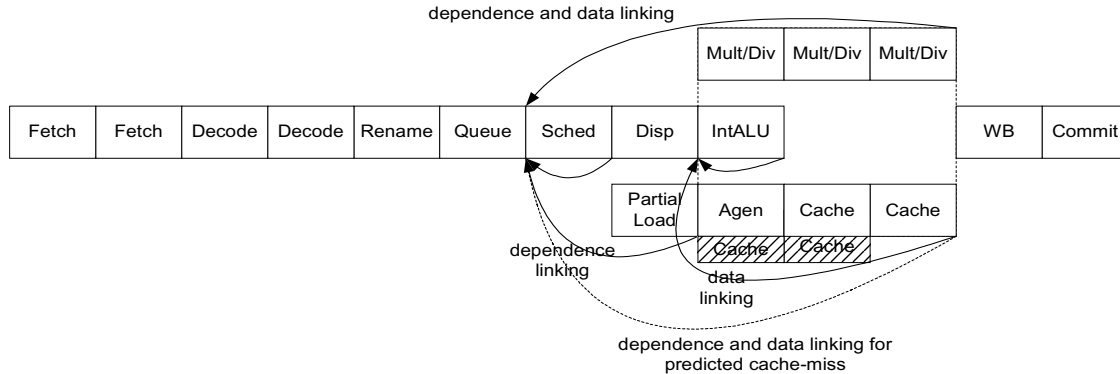 dependence and data linking
Mult/Div Mult/Div Mult/Div
Fetch Fetch Decode Decode Rename Queue Sched Disp IntALU WB Commit
Partial
Load Agen Cache Cache
Cache Cache
dependence
linking
data
linking
dependence and data linking for
predicted cache-miss